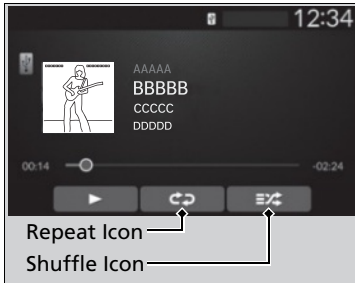 12:34
AAAAA
BBBBB
CCCCC
DDDDD
00:14
-02:24
Repeat Icon
Shuffle Icon